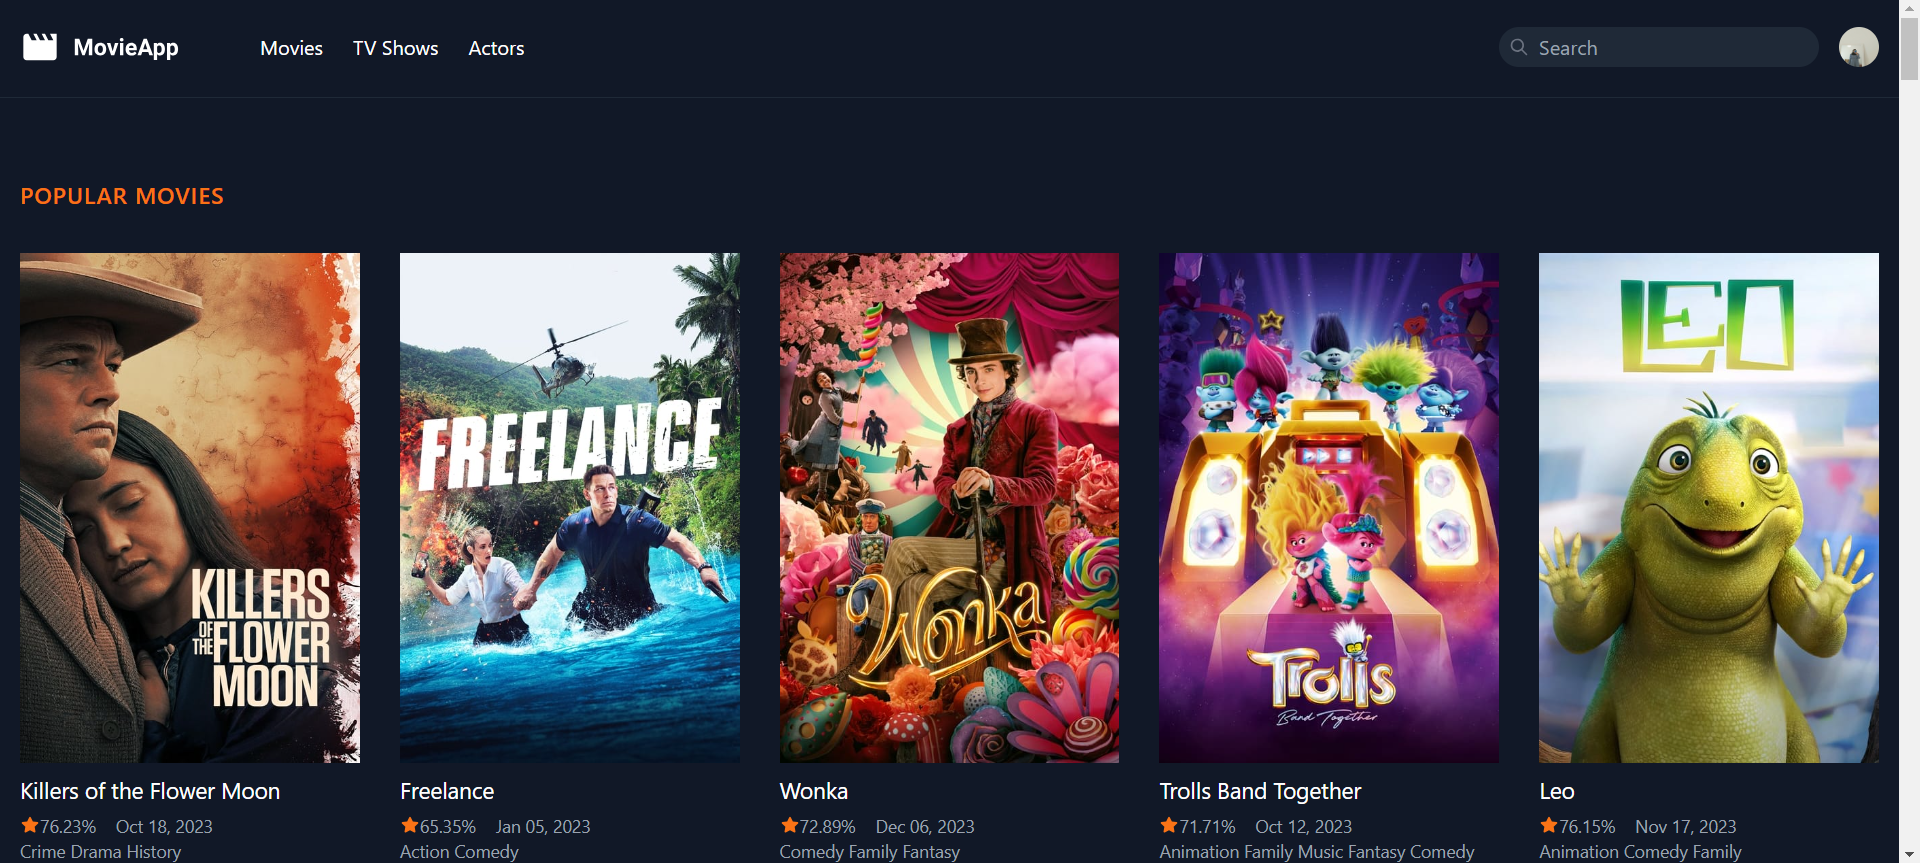 MovieApp
Movies TV Shows Actors
Search
POPULAR MOVIES
KILLERS
OF THE FLOWER
MOON
FREELANCE
Wonka
Trolls
Band Together
LEO
Killers of the Flower Moon
76.23% Oct 18, 2023
Crime Drama History
Freelance
65.35% Jan 05, 2023
Action Comedy
Wonka
72.89% Dec 06, 2023
Comedy Family Fantasy
Trolls Band Together
71.71% Oct 12, 2023
Animation Family Music Fantasy Comedy
Leo
76.15% Nov 17, 2023
Animation Comedy Family